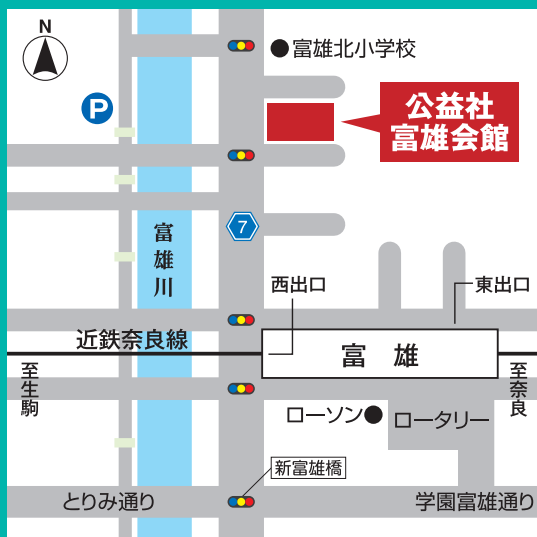 N
富雄北小学校
P
公益社
富雄会館
7
富雄川
西出口
東出口
近鉄奈良線
富 雄
至生駒
至奈良
ローソン
ロータリー
新富雄橋
とりみ通り
学園富雄通り